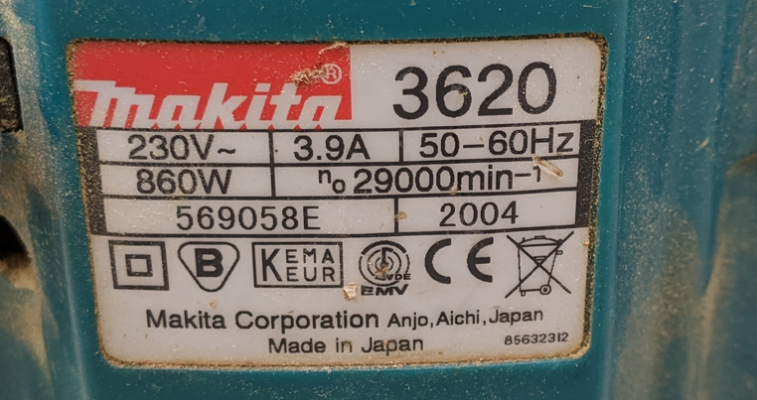 makita® 3620
230V~ 3.9A 50-60Hz
860W n₀ 29000min⁻¹
569058E 2004
B KEMA KEUR VDE EMV CE
Makita Corporation Anjo, Aichi, Japan
Made in Japan 85632312